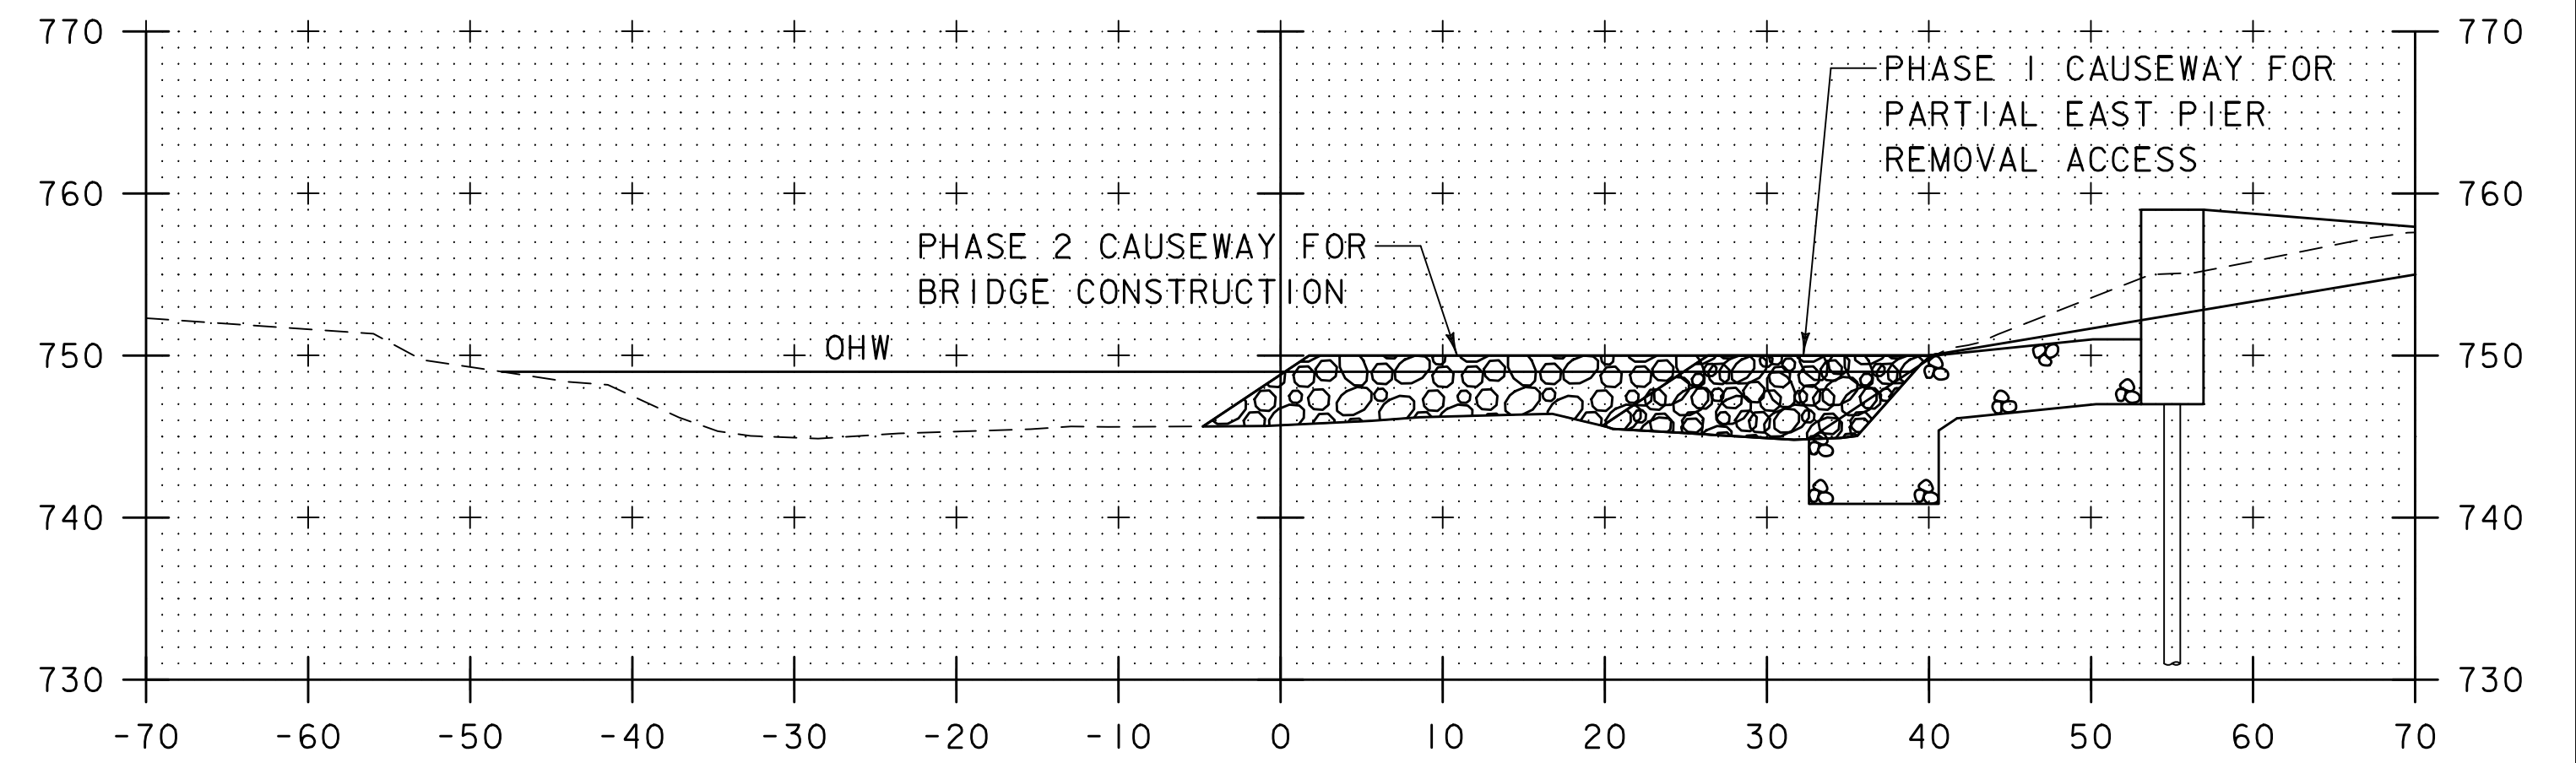 770 770
PHASE 1 CAUSEWAY FOR
PARTIAL EAST PIER
REMOVAL ACCESS
760 760
PHASE 2 CAUSEWAY FOR
BRIDGE CONSTRUCTION
OHW
750 750
740 740
730 730
-70 -60 -50 -40 -30 -20 -10 0 10 20 30 40 50 60 70